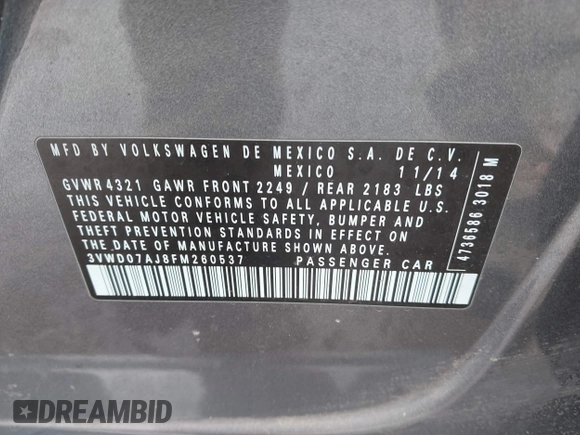 MFD BY VOLKSWAGEN DE MEXICO S.A. DE C.V.
MEXICO 11/14
GVWR 4321 GAWR FRONT 2249 / REAR 2183 LBS
THIS VEHICLE CONFORMS TO ALL APPLICABLE U.S.
FEDERAL MOTOR VEHICLE SAFETY, BUMPER AND
THEFT PREVENTION STANDARDS IN EFFECT ON THE
DATE OF MANUFACTURE SHOWN ABOVE.
3VWD07AJ8FM260537 PASSENGER CAR
4736586 3018 M
DREAMBID